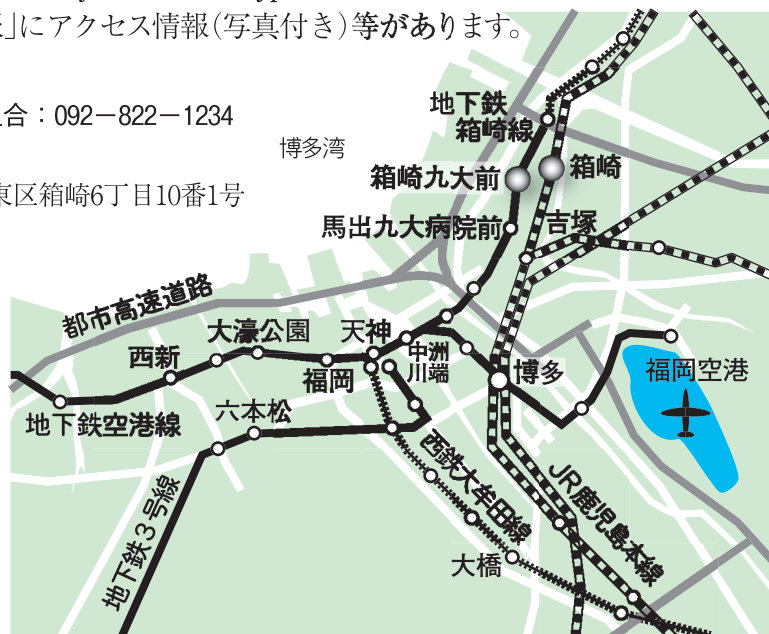 」にアクセス情報(写真付き)等があります。
合：092－822－1234
博多湾
東区箱崎6丁目10番1号
地下鉄
箱崎線
箱崎九大前
箱崎
馬出九大病院前
吉塚
都市高速道路
大濠公園
天神
西新
福岡
中洲
川端
博多
福岡空港
地下鉄空港線
六本松
西鉄大牟田線
JR鹿児島本線
地下鉄3号線
大橋